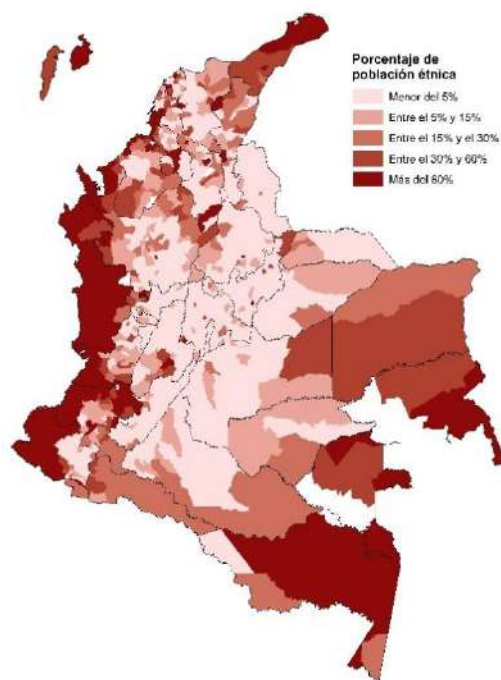 Porcentaje de
población étnica
Menor del 5%
Entre el 5% y 15%
Entre el 15% y el 30%
Entre el 30% y 60%
Más del 60%